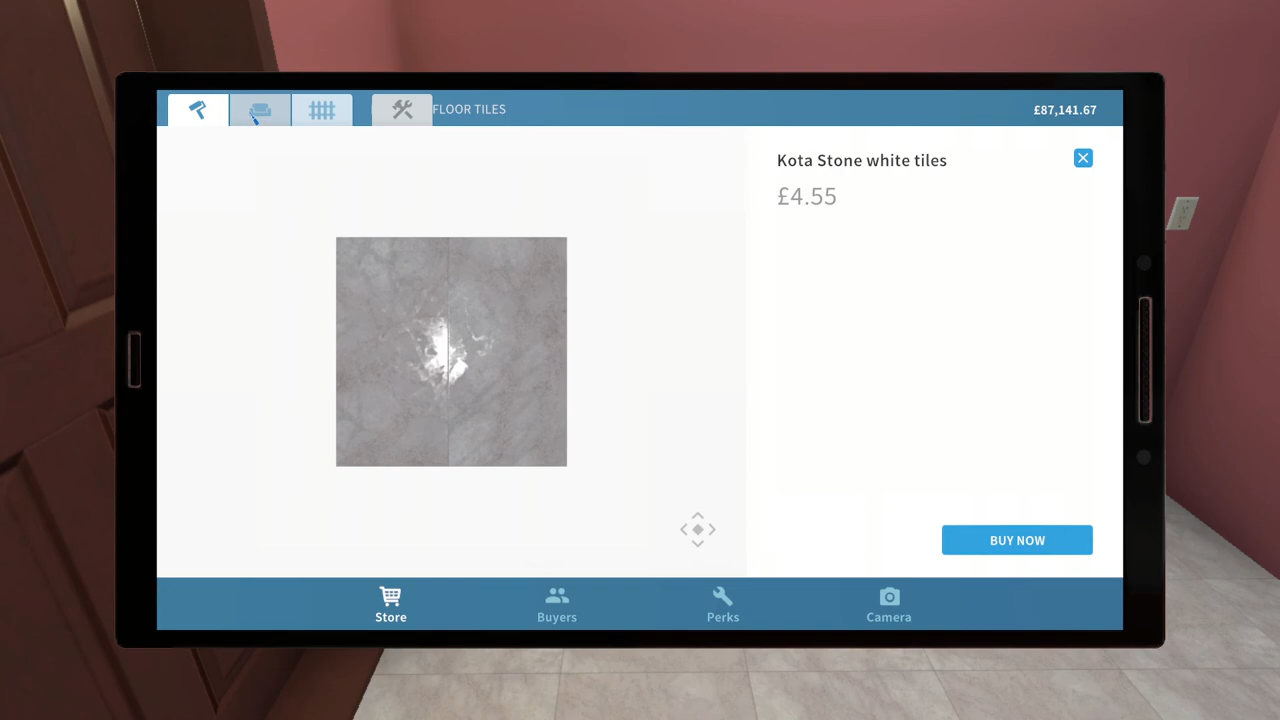 FLOOR TILES
£87,141.67
Kota Stone white tiles
£4.55
BUY NOW
Store
Buyers
Perks
Camera